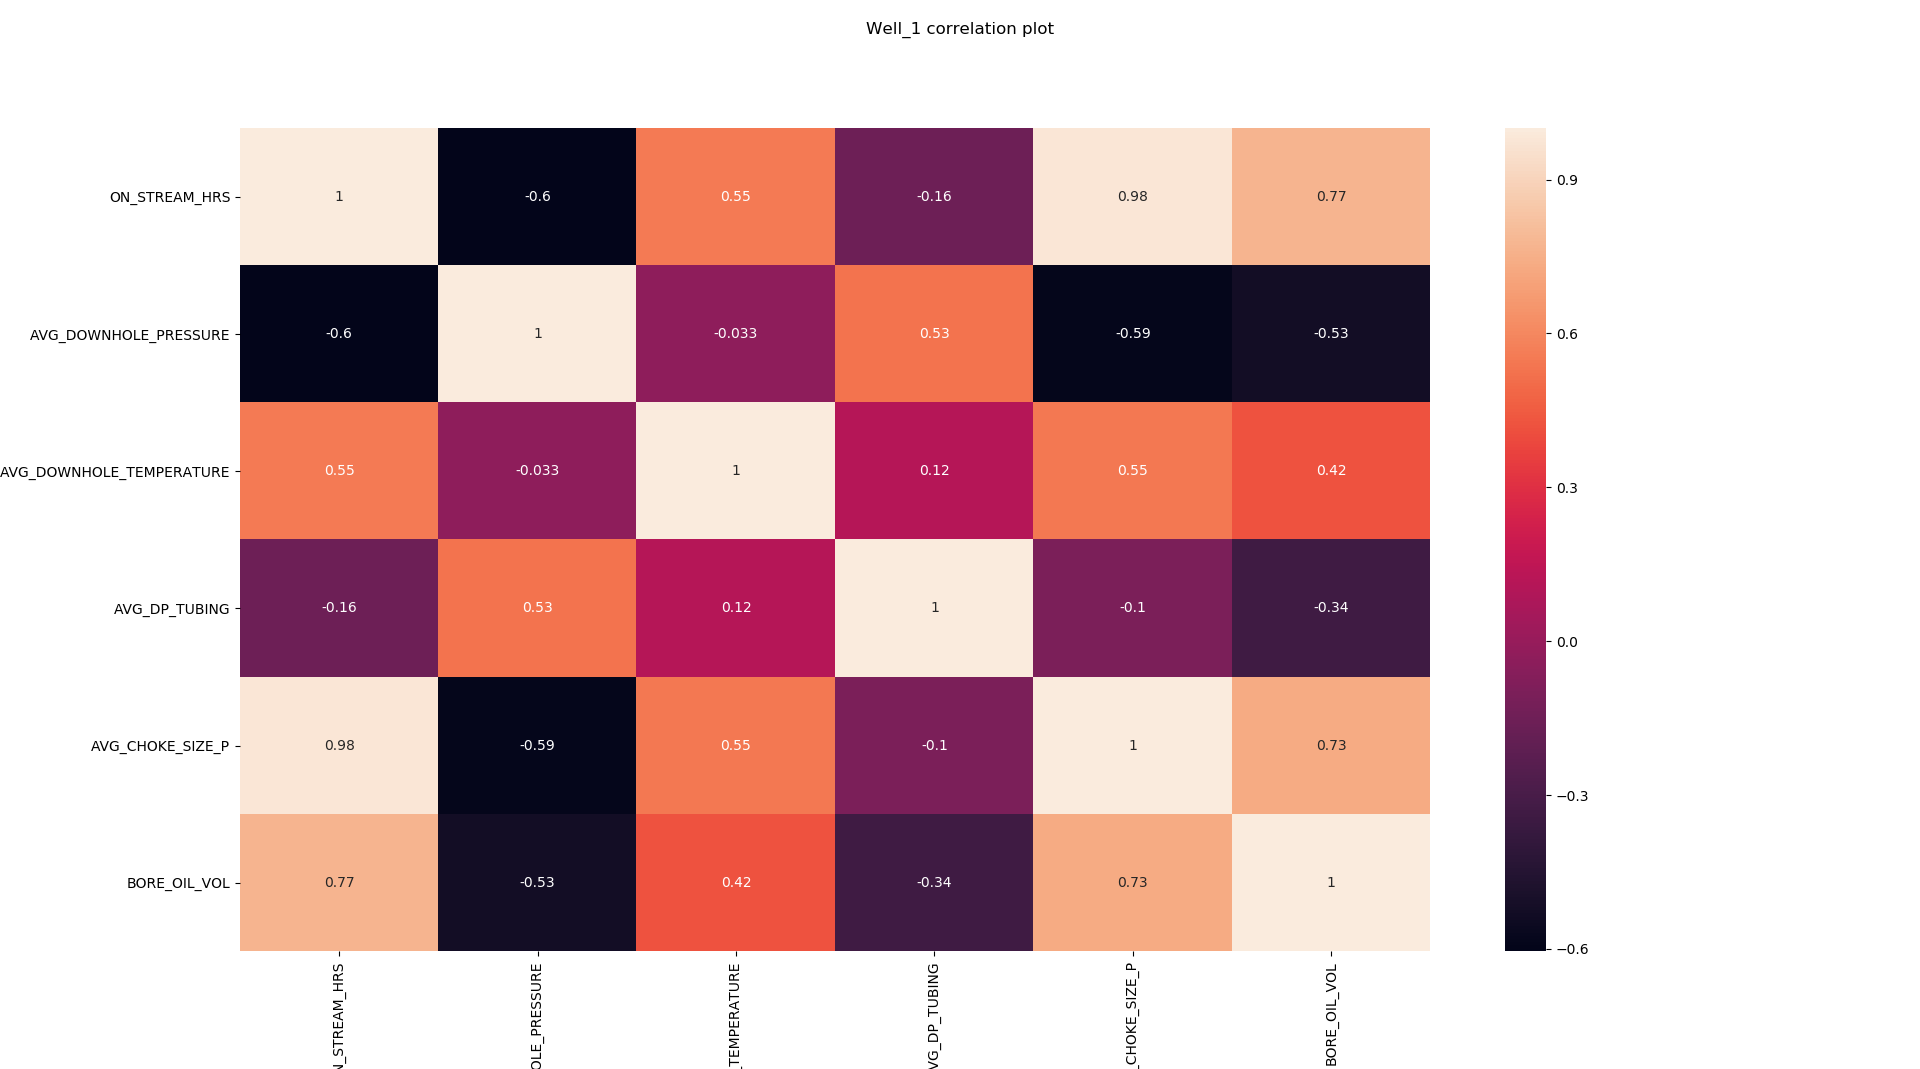 Well_1 correlation plot
ON_STREAM_HRS 1 -0.6 0.55 -0.16 0.98 0.77
AVG_DOWNHOLE_PRESSURE -0.6 1 -0.033 0.53 -0.59 -0.53
AVG_DOWNHOLE_TEMPERATURE 0.55 -0.033 1 0.12 0.55 0.42
AVG_DP_TUBING -0.16 0.53 0.12 1 -0.1 -0.34
AVG_CHOKE_SIZE_P 0.98 -0.59 0.55 -0.1 1 0.73
BORE_OIL_VOL 0.77 -0.53 0.42 -0.34 0.73 1
N_STREAM_HRS
OLE_PRESSURE
_TEMPERATURE
VG_DP_TUBING
_CHOKE_SIZE_P
BORE_OIL_VOL
0.9
0.6
0.3
0.0
−0.3
−0.6